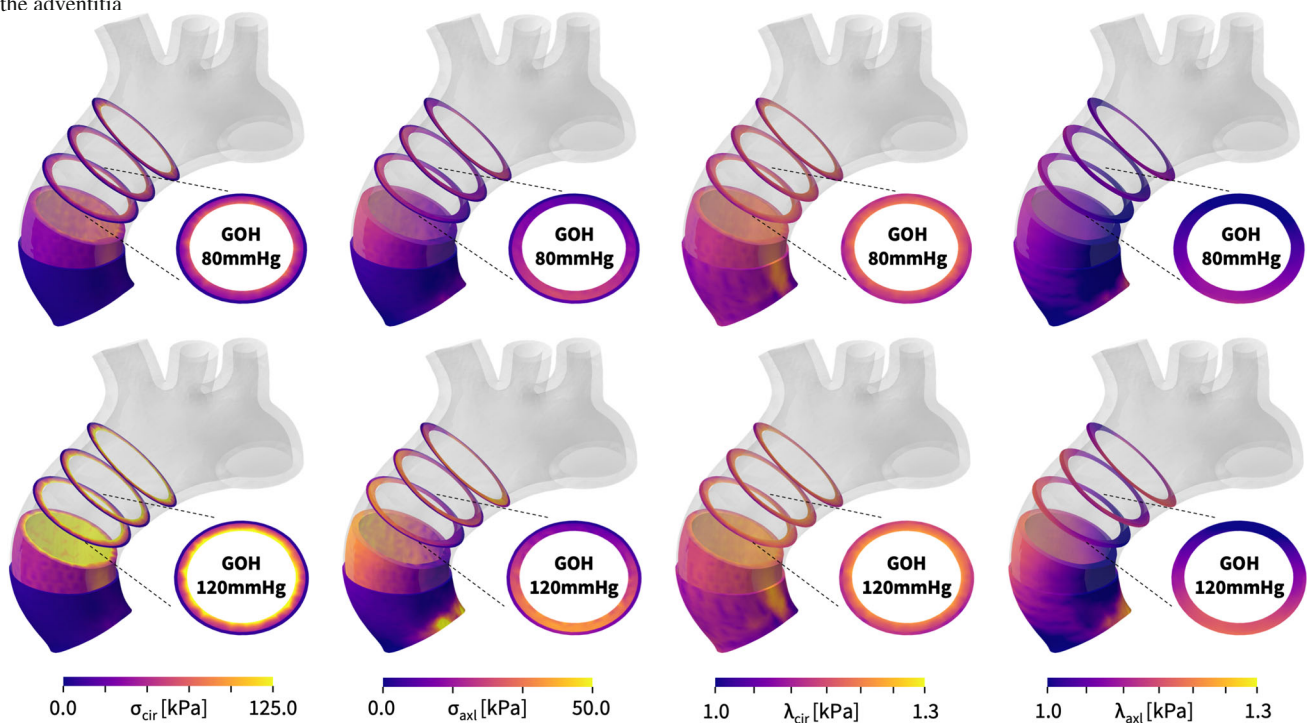 the adventitia
GOH
80mmHg
GOH
80mmHg
GOH
80mmHg
GOH
80mmHg
GOH
120mmHg
GOH
120mmHg
GOH
120mmHg
GOH
120mmHg
0.0 σcir [kPa] 125.0
0.0 σaxl [kPa] 50.0
1.0 λcir [kPa] 1.3
1.0 λaxl [kPa] 1.3